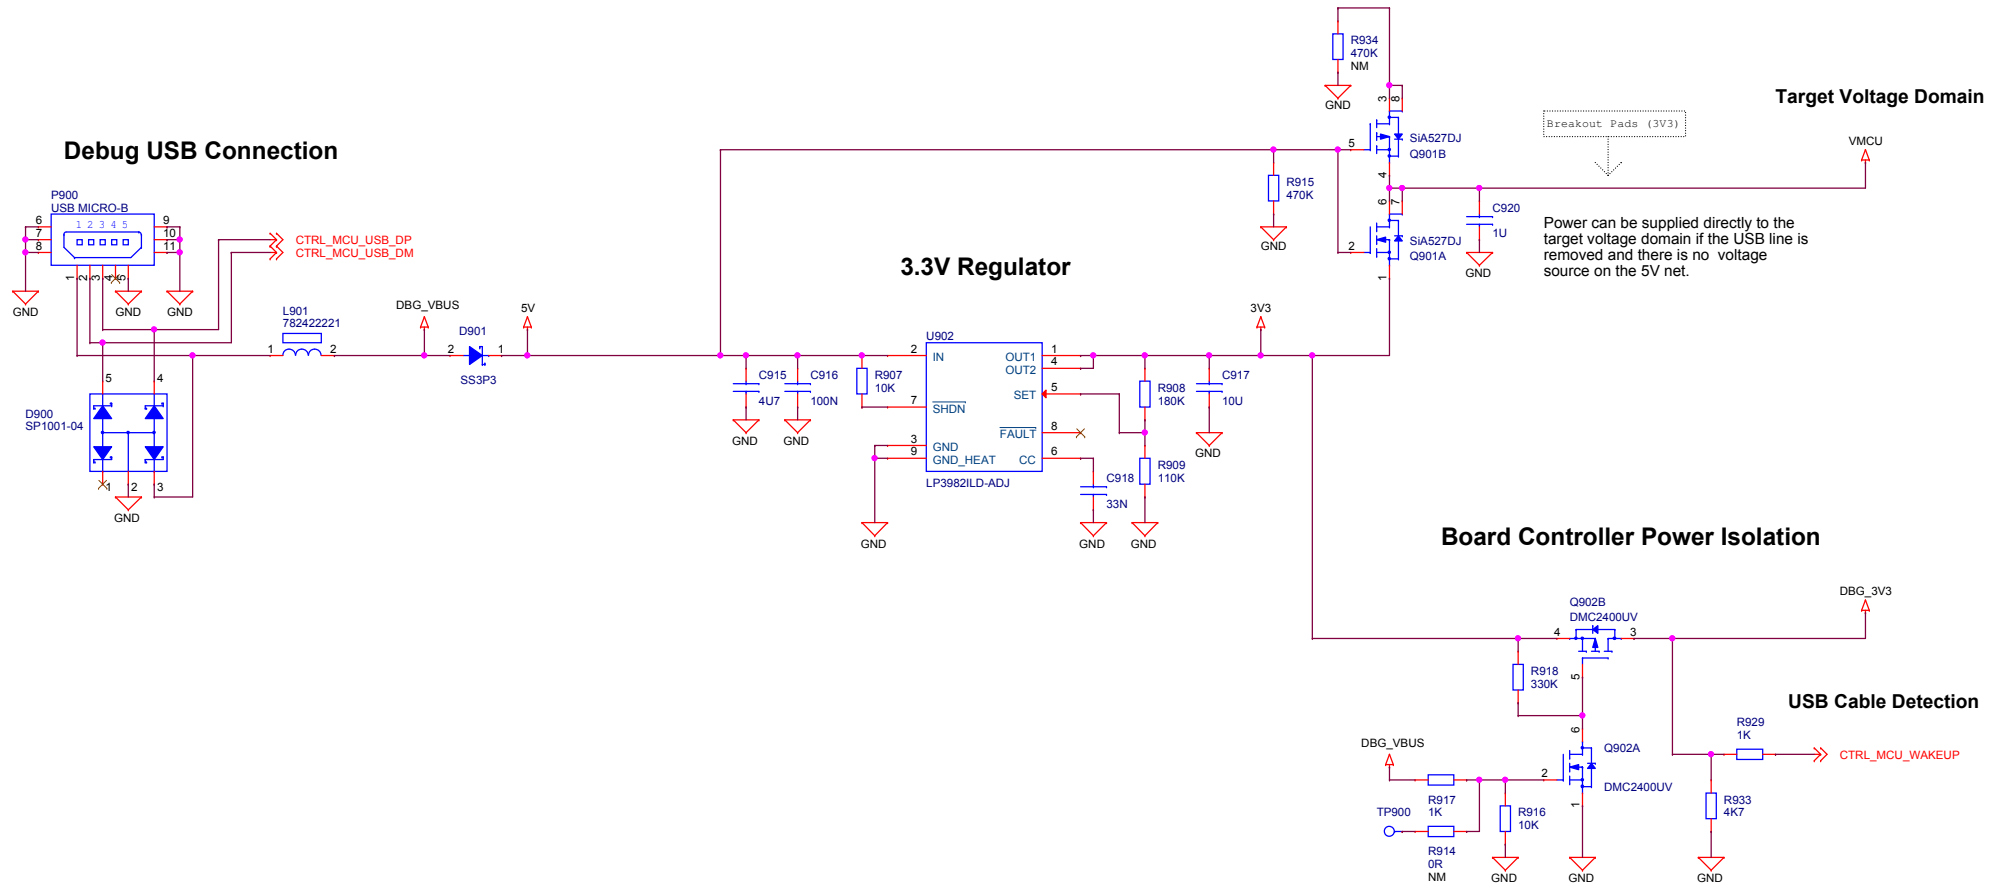 Debug USB Connection
P900
USB MICRO-B
1 2 3 4 5
6
7
8
9
10
11
1
2
3
4
5
GND
GND
GND
CTRL_MCU_USB_DP
CTRL_MCU_USB_DM
D900
SP1001-04
5
4
1
2
3
GND
L901
782422221
1
2
DBG_VBUS
D901
2
1
SS3P3
5V
3.3V Regulator
C915
4U7
GND
C916
100N
GND
R907
10K
U902
2
IN
7
SHDN
3
GND
9
GND_HEAT
OUT1
1
OUT2
4
SET
5
FAULT
8
CC
6
LP3982ILD-ADJ
GND
C918
33N
GND
R908
180K
R909
110K
GND
C917
10U
GND
3V3
R934
470K
NM
GND
R915
470K
GND
3
8
5
SiA527DJ
Q901B
4
6
7
2
SiA527DJ
Q901A
1
C920
1U
GND
Target Voltage Domain
Breakout Pads (3V3)
VMCU
Power can be supplied directly to the
target voltage domain if the USB line is
removed and there is no voltage
source on the 5V net.
Board Controller Power Isolation
Q902B
DMC2400UV
4
3
5
DBG_3V3
R918
330K
USB Cable Detection
6
Q902A
2
DMC2400UV
1
GND
DBG_VBUS
R917
1K
TP900
R914
0R
NM
R916
10K
GND
R929
1K
CTRL_MCU_WAKEUP
R933
4K7
GND